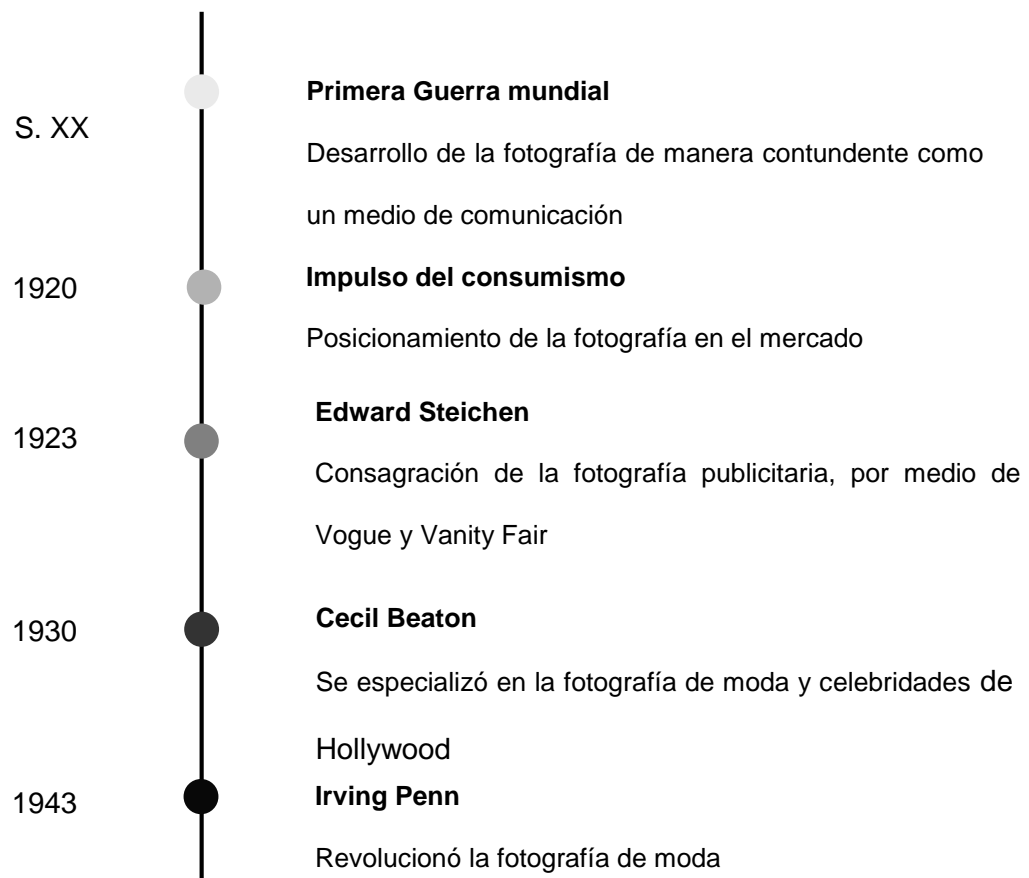 Primera Guerra mundial
S. XX
Desarrollo de la fotografía de manera contundente como
un medio de comunicación
1920
Impulso del consumismo
Posicionamiento de la fotografía en el mercado
1923
Edward Steichen
Consagración de la fotografía publicitaria, por medio de
Vogue y Vanity Fair
1930
Cecil Beaton
Se especializó en la fotografía de moda y celebridades de
Hollywood
1943
Irving Penn
Revolucionó la fotografía de moda